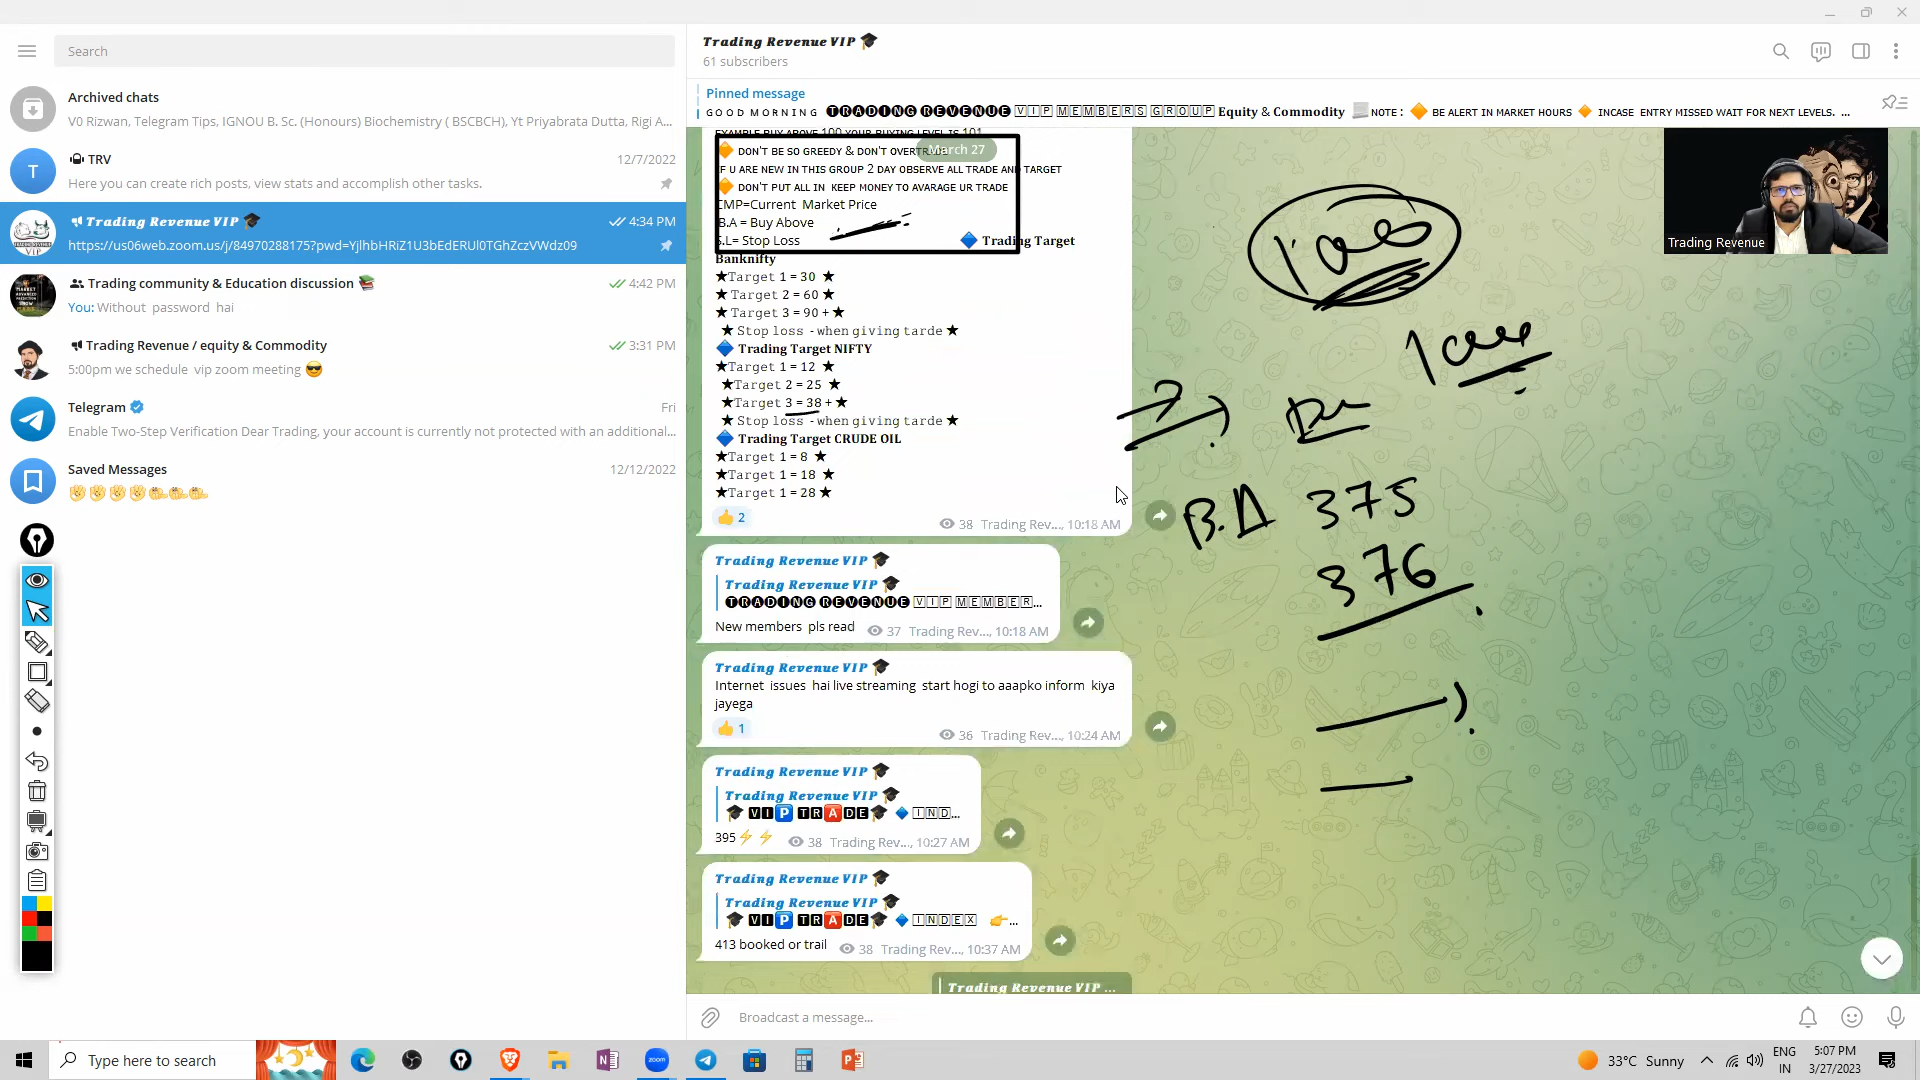 Search
Archived chats
V0 Rizwan, Telegram Tips, IGNOU B. Sc. (Honours) Biochemistry ( BSCBCH), Yt Priyabrata Dutta, Rigi A...
T
TRV
12/7/2022
Here you can create rich posts, view stats and accomplish other tasks.
Trading Revenue VIP 🎓
4:34 PM
https://us06web.zoom.us/j/84970288175?pwd=YjlhbHRiZ1U3bEdERUl0TGhZczVWdz09
Trading community & Education discussion 📚
4:42 PM
You: Without password hai
Trading Revenue / equity & Commodity
3:31 PM
5:00pm we schedule vip zoom meeting 😎
Telegram
Fri
Enable Two-Step Verification Dear Trading, your account is currently not protected with an additional...
Saved Messages
12/12/2022
Trading Revenue VIP 🎓
61 subscribers
Pinned message
GOOD MORNING TRADING REVENUE VIP MEMBERS GROUP Equity & Commodity NOTE : 🔶 BE ALERT IN MARKET HOURS 🔸 INCASE ENTRY MISSED WAIT FOR NEXT LEVELS. ...
EXAMPLE BUY ABOVE 100 YOUR BUYING LEVEL IS 101
March 27
🔶 DON'T BE SO GREEDY & DON'T OVERTR
IF U ARE NEW IN THIS GROUP 2 DAY OBSERVE ALL TRADE AND TARGET
🔶 DON'T PUT ALL IN KEEP MONEY TO AVARAGE UR TRADE
CMP=Current Market Price
B.A = Buy Above
S.L= Stop Loss 🔷 Trading Target
Banknifty
★Target 1 = 30 ★
★ Target 2 = 60 ★
★ Target 3 = 90 + ★
★ Stop loss - when giving tarde ★
🔷 Trading Target NIFTY
★Target 1 = 12 ★
★Target 2 = 25 ★
★Target 3 = 38 + ★
★ Stop loss - when giving tarde ★
🔷 Trading Target CRUDE OIL
★Target 1 = 8 ★
★Target 1 = 18 ★
★Target 1 = 28 ★
👍 2
38 Trading Rev..., 10:18 AM
Trading Revenue VIP 🎓
Trading Revenue VIP 🎓
TRADING REVENUE VIP MEMBER...
New members pls read
37 Trading Rev..., 10:18 AM
Trading Revenue VIP 🎓
Internet issues hai live streaming start hogi to aaapko inform kiya
jayega
👍 1
36 Trading Rev..., 10:24 AM
Trading Revenue VIP 🎓
Trading Revenue VIP 🎓
🎓 VIP TRADE🎓 🔹 IND...
395⚡⚡
38 Trading Rev..., 10:27 AM
Trading Revenue VIP 🎓
Trading Revenue VIP 🎓
🎓 VIP TRADE🎓 🔹 INDEX 👉...
413 booked or trail
38 Trading Rev..., 10:37 AM
Trading Revenue VIP ...
B.A 375
376
Trading Revenue
Broadcast a message...
Type here to search
33°C Sunny
ENG
IN
5:07 PM
3/27/2023